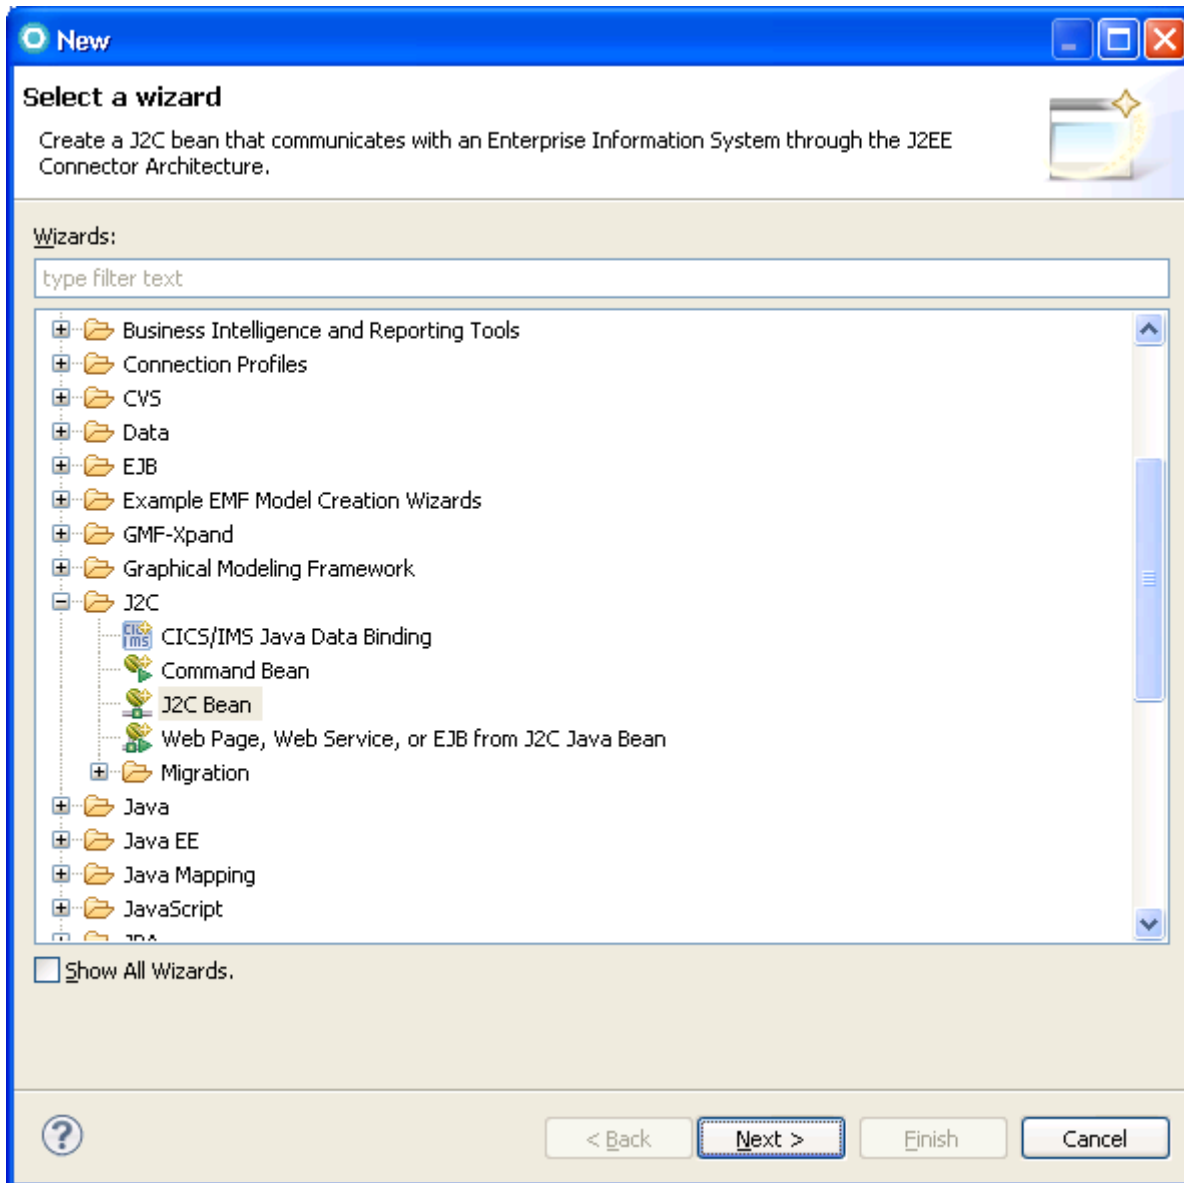 New
Select a wizard
Create a J2C bean that communicates with an Enterprise Information System through the J2EE
Connector Architecture.
Wizards:
type filter text
Business Intelligence and Reporting Tools
Connection Profiles
CVS
Data
EJB
Example EMF Model Creation Wizards
GMF-Xpand
Graphical Modeling Framework
J2C
CICS/IMS Java Data Binding
Command Bean
J2C Bean
Web Page, Web Service, or EJB from J2C Java Bean
Migration
Java
Java EE
Java Mapping
JavaScript
JPA
Show All Wizards.
?
< Back
Next >
Finish
Cancel